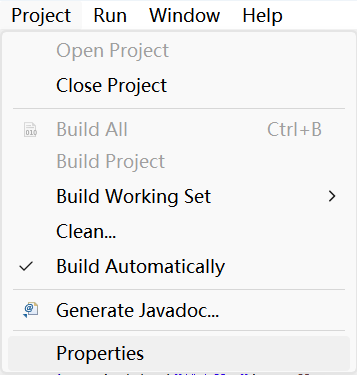 Project Run Window Help
Open Project
Close Project
Build All Ctrl+B
Build Project
Build Working Set
Clean...
Build Automatically
Generate Javadoc...
Properties